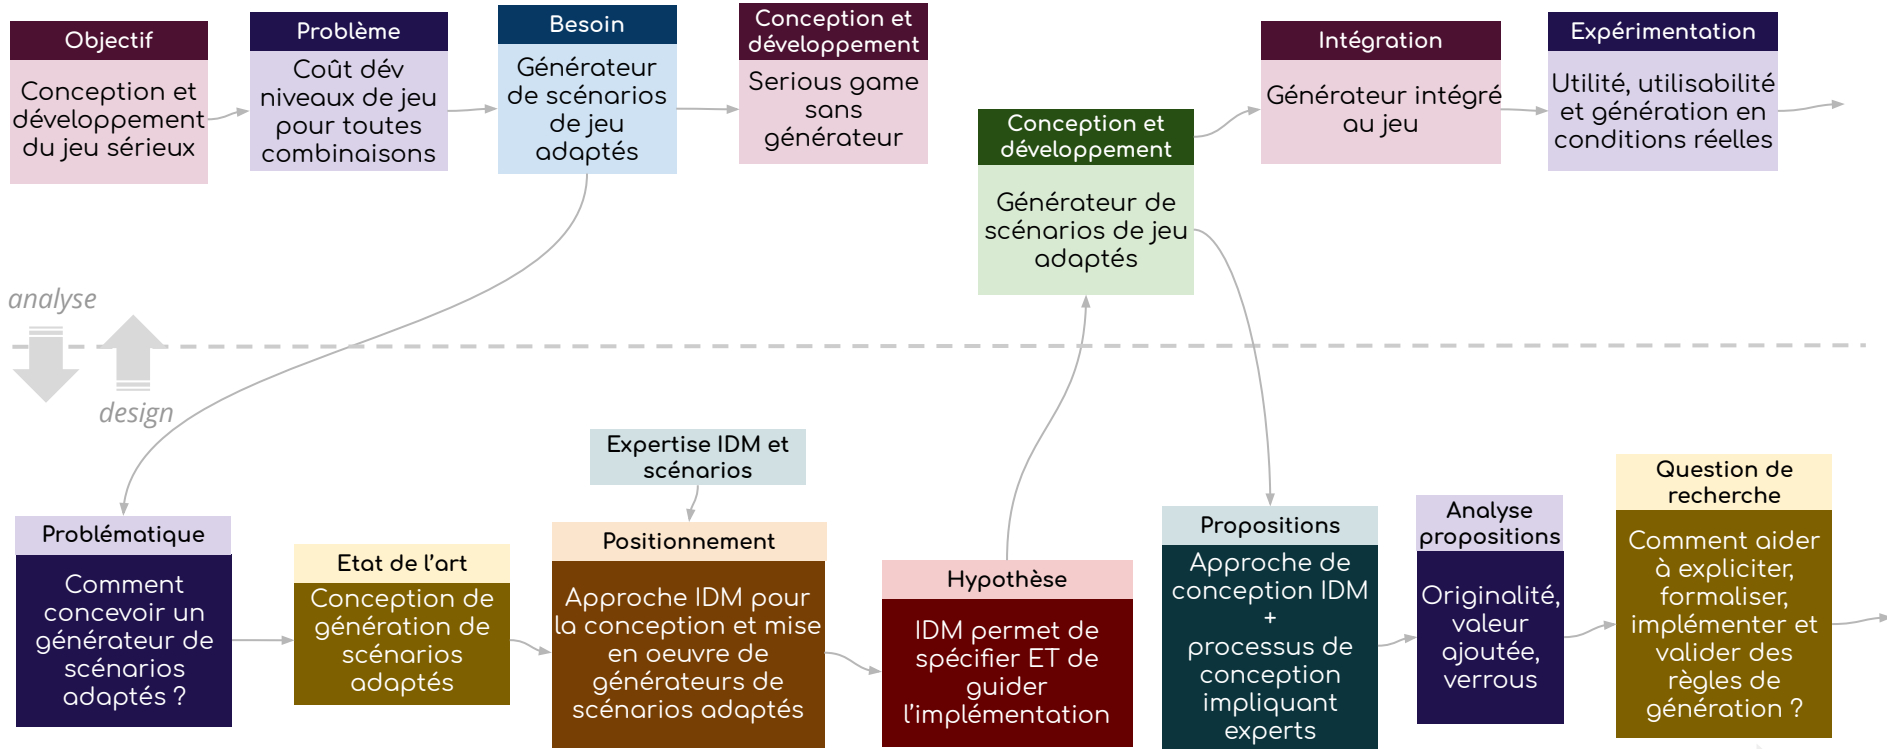 Objectif
Conception et
développement
du jeu sérieux
Problème
Coût dév
niveaux de jeu
pour toutes
combinaisons
Besoin
Générateur
de scénarios
de jeu
adaptés
Conception et
développement
Serious game
sans
générateur
Conception et
développement
Générateur de
scénarios de jeu
adaptés
Intégration
Générateur intégré
au jeu
Expérimentation
Utilité, utilisabilité
et génération en
conditions réelles
analyse
design
Problématique
Comment
concevoir un
générateur de
scénarios
adaptés ?
Etat de l'art
Conception de
génération de
scénarios
adaptés
Expertise IDM et
scénarios
Positionnement
Approche IDM pour
la conception et mise
en oeuvre de
générateurs de
scénarios adaptés
Hypothèse
IDM permet de
spécifier ET de
guider
l'implémentation
Propositions
Approche de
conception IDM
+
processus de
conception
impliquant
experts
Analyse
propositions
Originalité,
valeur
ajoutée,
verrous
Question de
recherche
Comment aider
à expliciter,
formaliser,
implémenter et
valider des
règles de
génération ?